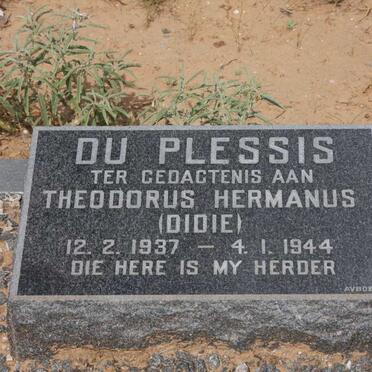 DU PLESSIS
TER GEDACTENIS AAN
THEODORUS HERMANUS
(DIDIE)
12. 2. 1937 — 4. 1. 1944
DIE HERE IS MY HERDER
AVBOB